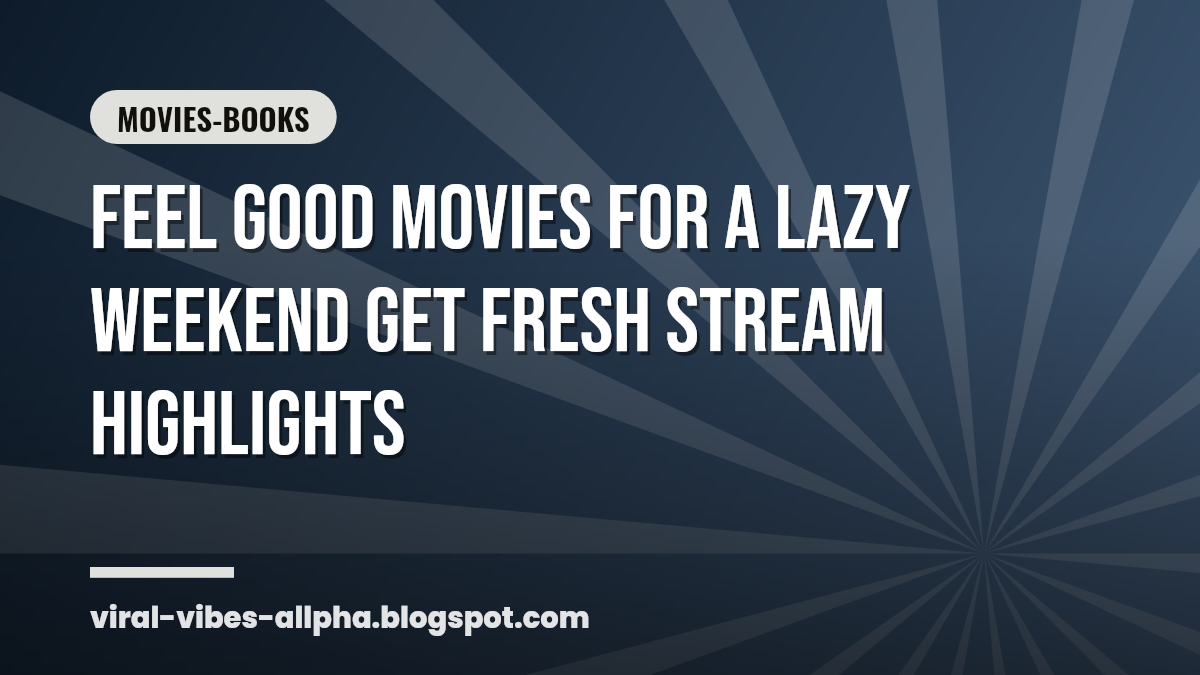 MOVIES-BOOKS
FEEL GOOD MOVIES FOR A LAZY
WEEKEND GET FRESH STREAM
HIGHLIGHTS
viral-vibes-allpha.blogspot.com